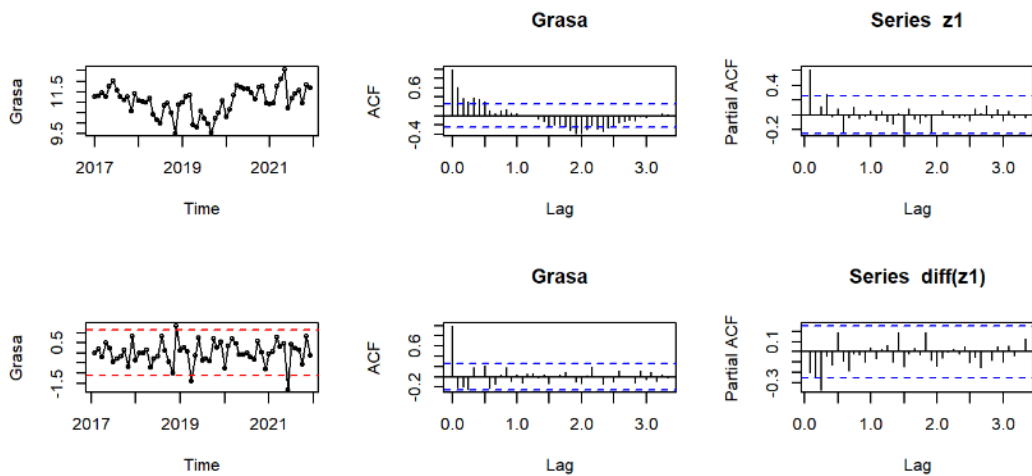 Grasa
Series z1
Grasa
9.5
11.5
2017
2019
2021
Time
ACF
-0.4
0.6
0.0
1.0
2.0
3.0
Lag
Partial ACF
-0.2
0.4
0.0
1.0
2.0
3.0
Lag
Grasa
Series diff(z1)
Grasa
-1.5
0.5
2017
2019
2021
Time
ACF
-0.2
0.6
0.0
1.0
2.0
3.0
Lag
Partial ACF
-0.3
0.1
0.0
1.0
2.0
3.0
Lag